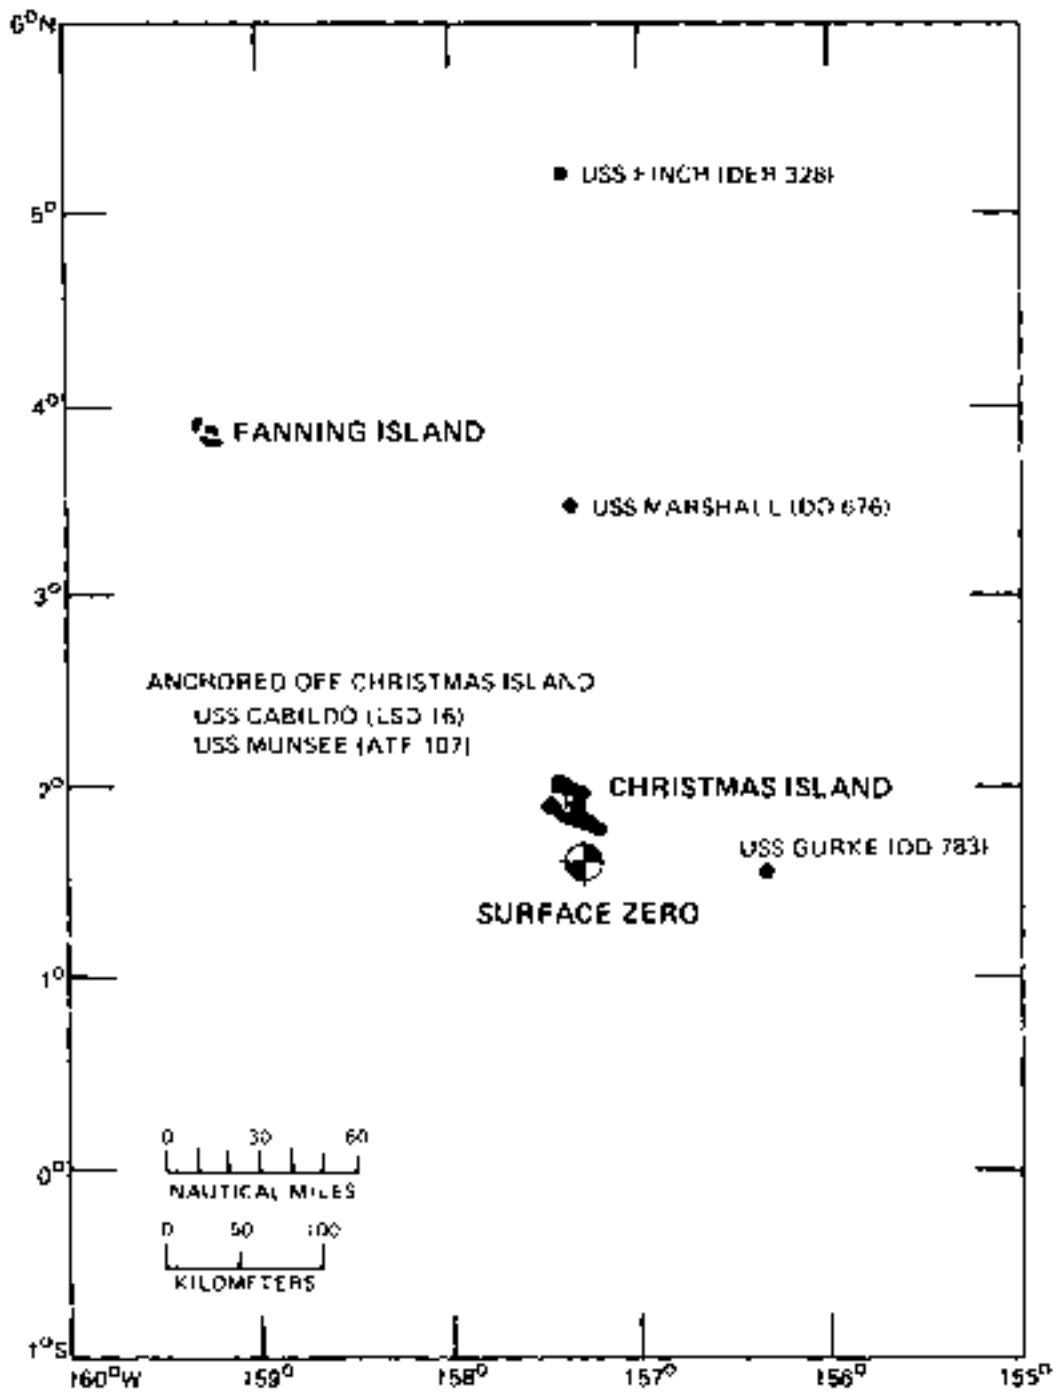 6°N
USS FINCH (DER 328)
5°
4°
FANNING ISLAND
USS MARSHALL (DD 676)
3°
ANCHORED OFF CHRISTMAS ISLAND
USS CABILDO (LSD 16)
USS MUNSEE (ATF 107)
2°
CHRISTMAS ISLAND
USS GURKE (DD 783)
SURFACE ZERO
1°
0 30 60
0°
NAUTICAL MILES
0 50 100
KILOMETERS
1°S
160°W 159° 158° 157° 156° 155°